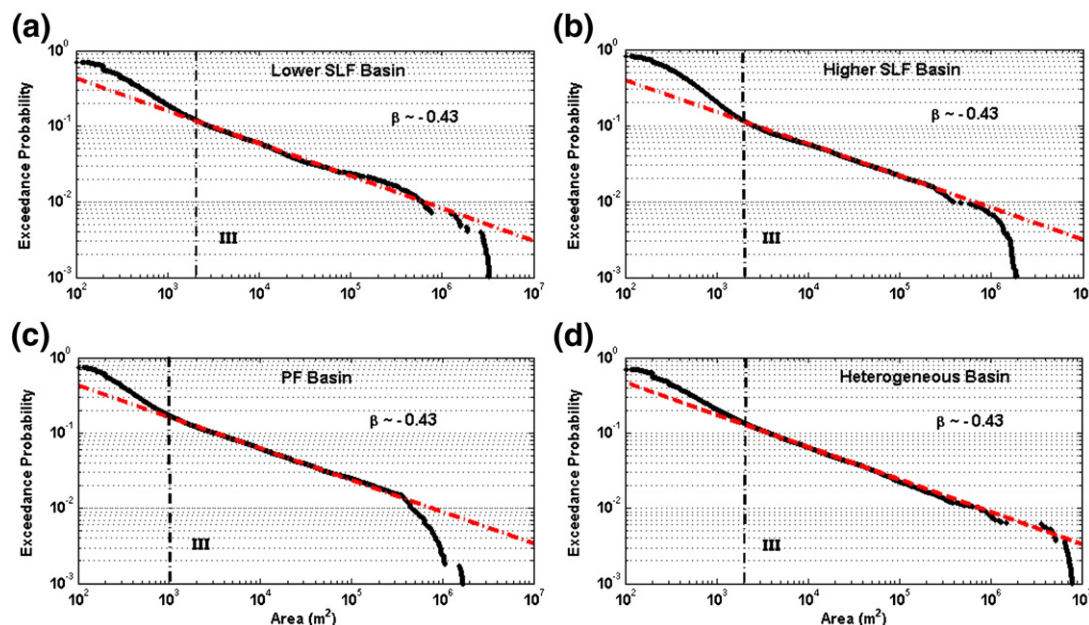 (a)
10^0
10^-1
10^-2
10^-3
Exceedance Probability
Lower SLF Basin
β ~ - 0.43
III
10^2 10^3 10^4 10^5 10^6 10^7
(b)
10^0
10^-1
10^-2
10^-3
Exceedance Probability
Higher SLF Basin
β ~ - 0.43
III
10^2 10^3 10^4 10^5 10^6 10^
(c)
10^0
10^-1
10^-2
10^-3
Exceedance Probability
PF Basin
β ~ - 0.43
III
10^2 10^3 10^4 10^5 10^6 10^7
Area (m²)
(d)
10^0
10^-1
10^-2
10^-3
Exceedance Probability
Heterogeneous Basin
β ~ - 0.43
III
10^2 10^3 10^4 10^5 10^6 10^
Area (m²)